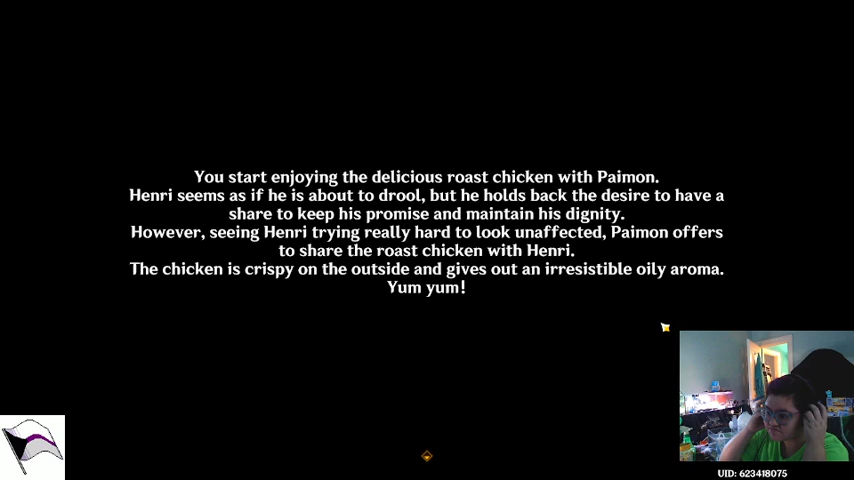 You start enjoying the delicious roast chicken with Paimon.
Henri seems as if he is about to drool, but he holds back the desire to have a
share to keep his promise and maintain his dignity.
However, seeing Henri trying really hard to look unaffected, Paimon offers
to share the roast chicken with Henri.
The chicken is crispy on the outside and gives out an irresistible oily aroma.
Yum yum!
UID: 623418075